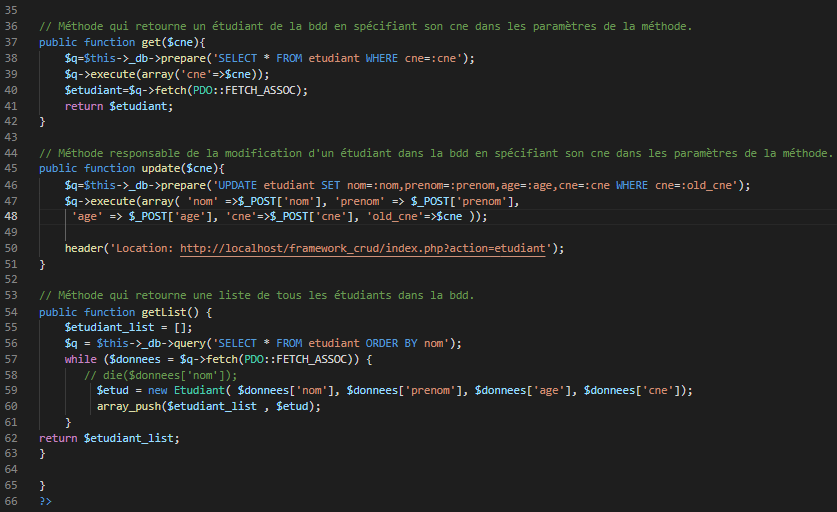 35
36 // Méthode qui retourne un étudiant de la bdd en spécifiant son cne dans les paramètres de la méthode.
37 public function get($cne){
38 $q=$this->_db->prepare('SELECT * FROM etudiant WHERE cne=:cne');
39 $q->execute(array('cne'=>$cne));
40 $etudiant=$q->fetch(PDO::FETCH_ASSOC);
41 return $etudiant;
42 }
43
44 // Méthode responsable de la modification d'un étudiant dans la bdd en spécifiant son cne dans les paramètres de la méthode.
45 public function update($cne){
46 $q=$this->_db->prepare('UPDATE etudiant SET nom=:nom,prenom=:prenom,age=:age,cne=:cne WHERE cne=:old_cne');
47 $q->execute(array( 'nom' =>$_POST['nom'], 'prenom' => $_POST['prenom'],
48 'age' => $_POST['age'], 'cne'=>$_POST['cne'], 'old_cne'=>$cne ));
49
50 header('Location: http://localhost/framework_crud/index.php?action=etudiant');
51 }
52
53 // Méthode qui retourne une liste de tous les étudiants dans la bdd.
54 public function getList() {
55 $etudiant_list = [];
56 $q = $this->_db->query('SELECT * FROM etudiant ORDER BY nom');
57 while ($donnees = $q->fetch(PDO::FETCH_ASSOC)) {
58 // die($donnees['nom']);
59 $etud = new Etudiant( $donnees['nom'], $donnees['prenom'], $donnees['age'], $donnees['cne']);
60 array_push($etudiant_list , $etud);
61 }
62 return $etudiant_list;
63 }
64
65 }
66 ?>